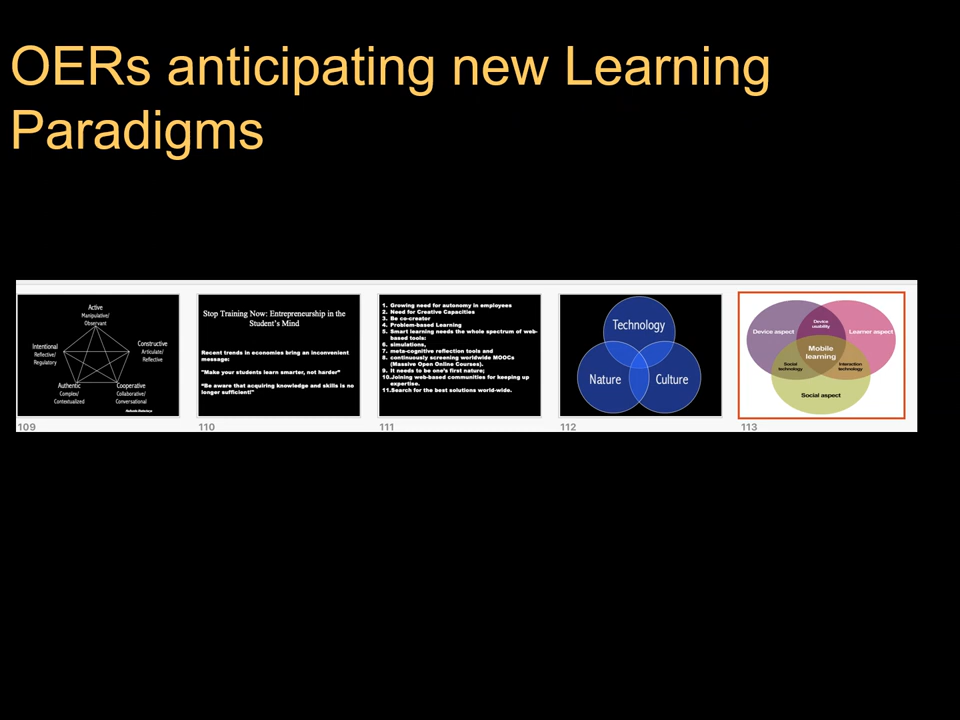 OERs anticipating new Learning
Paradigms
Active
Manipulative/
Observant
Intentional
Reflective/
Regulatory
Constructive
Articulate/
Reflective
Authentic
Complex/
Contextualized
Cooperative
Collaborative/
Conversational
109
Stop Training Now: Entrepreneurship in the
Student's Mind
Recent trends in economies bring an inconvenient
message:
"Make your students learn smarter, not harder"
"Be aware that acquiring knowledge and skills is no
longer sufficient!"
110
1. Growing need for autonomy in employees
2. Need for Creative Capacities
3. Be co-creator
4. Problem-based Learning
5. Smart learning needs the whole spectrum of web-
based tools:
6. simulations,
7. meta-cognitive reflection tools and
8. continuously screening worldwide MOOCs
(Massive Open Online Courses).
9. It needs to be one's first nature;
10.Joining web-based communities for keeping up
expertise.
11.Search for the best solutions world-wide.
111
Technology
Nature
Culture
112
Device aspect
Device
usability
Learner aspect
Mobile
learning
Social
technology
Interaction
technology
Social aspect
113